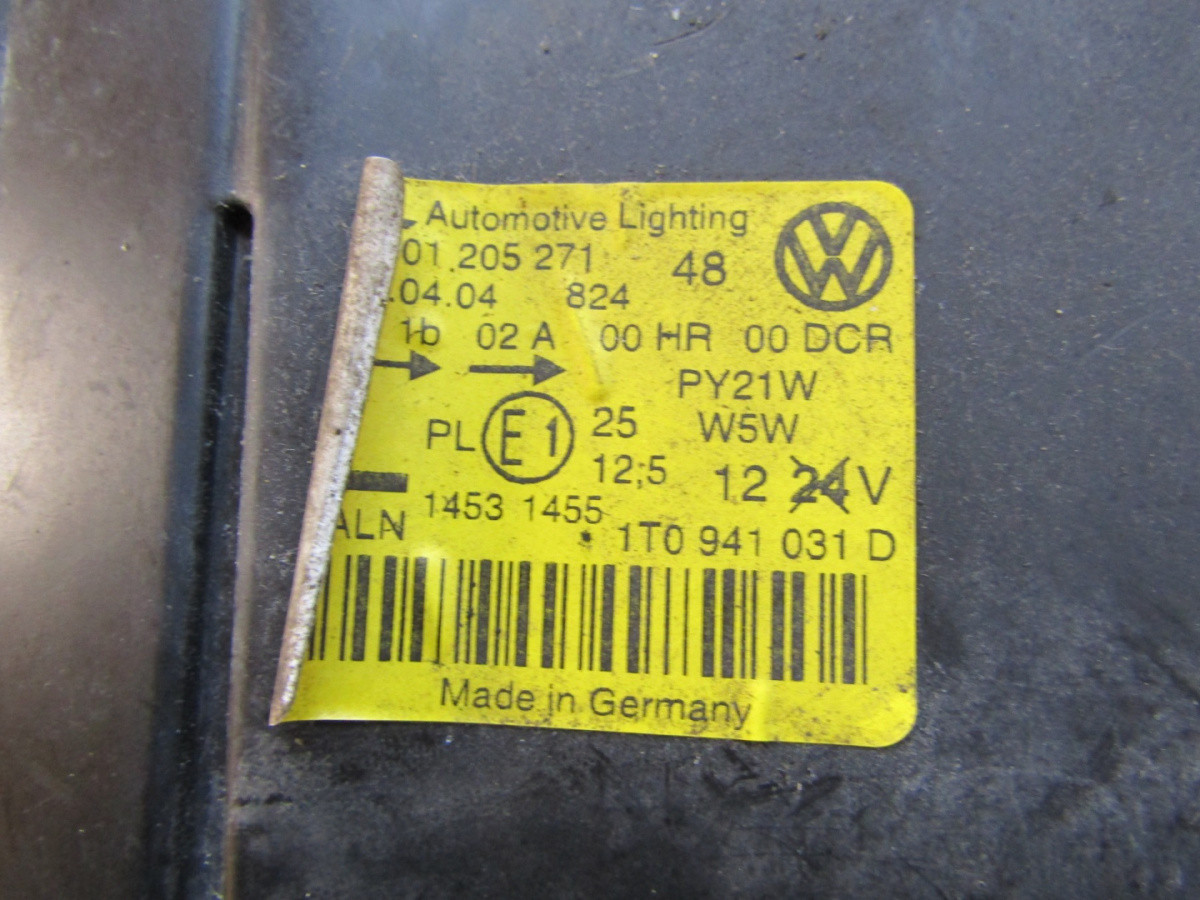 Automotive Lighting
01.205 271 48
.04.04 824
1b 02 A 00 HR 00 DCR
PY21W
PL E1 25 W5W
12;5 12 24 V
1453 1455
ALN 1T0 941 031 D
Made in Germany